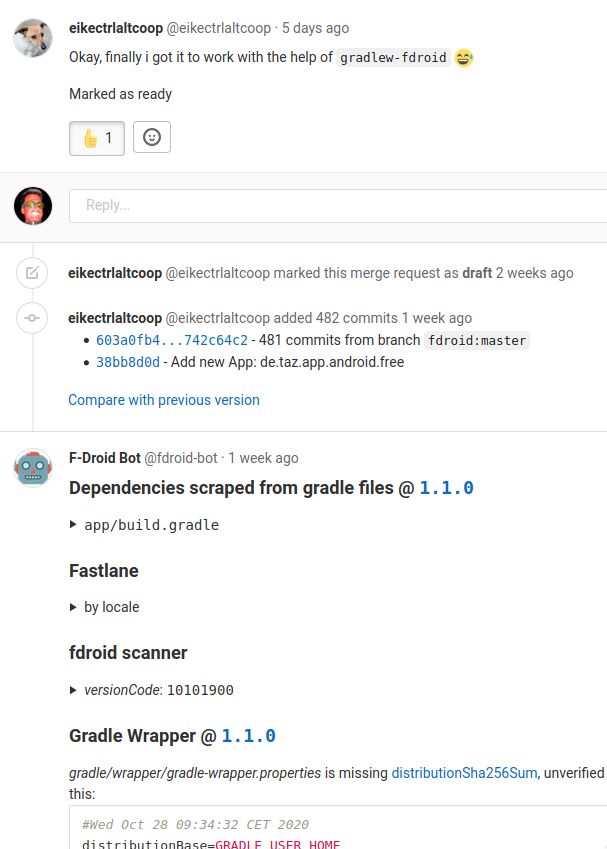 eikectrlaltcoop @eikectrlaltcoop · 5 days ago
Okay, finally i got it to work with the help of gradlew-fdroid 😅
Marked as ready
👍 1
Reply...
eikectrlaltcoop @eikectrlaltcoop marked this merge request as draft 2 weeks ago
eikectrlaltcoop @eikectrlaltcoop added 482 commits 1 week ago
• 603a0fb4...742c64c2 - 481 commits from branch fdroid:master
• 38bb8d0d - Add new App: de.taz.app.android.free
Compare with previous version
F-Droid Bot @fdroid-bot · 1 week ago
Dependencies scraped from gradle files @ 1.1.0
app/build.gradle
Fastlane
by locale
fdroid scanner
versionCode: 10101900
Gradle Wrapper @ 1.1.0
gradle/wrapper/gradle-wrapper.properties is missing distributionSha256Sum, unverified
this:
#Wed Oct 28 09:34:32 CET 2020
distributionBase=GRADLE_USER_HOME